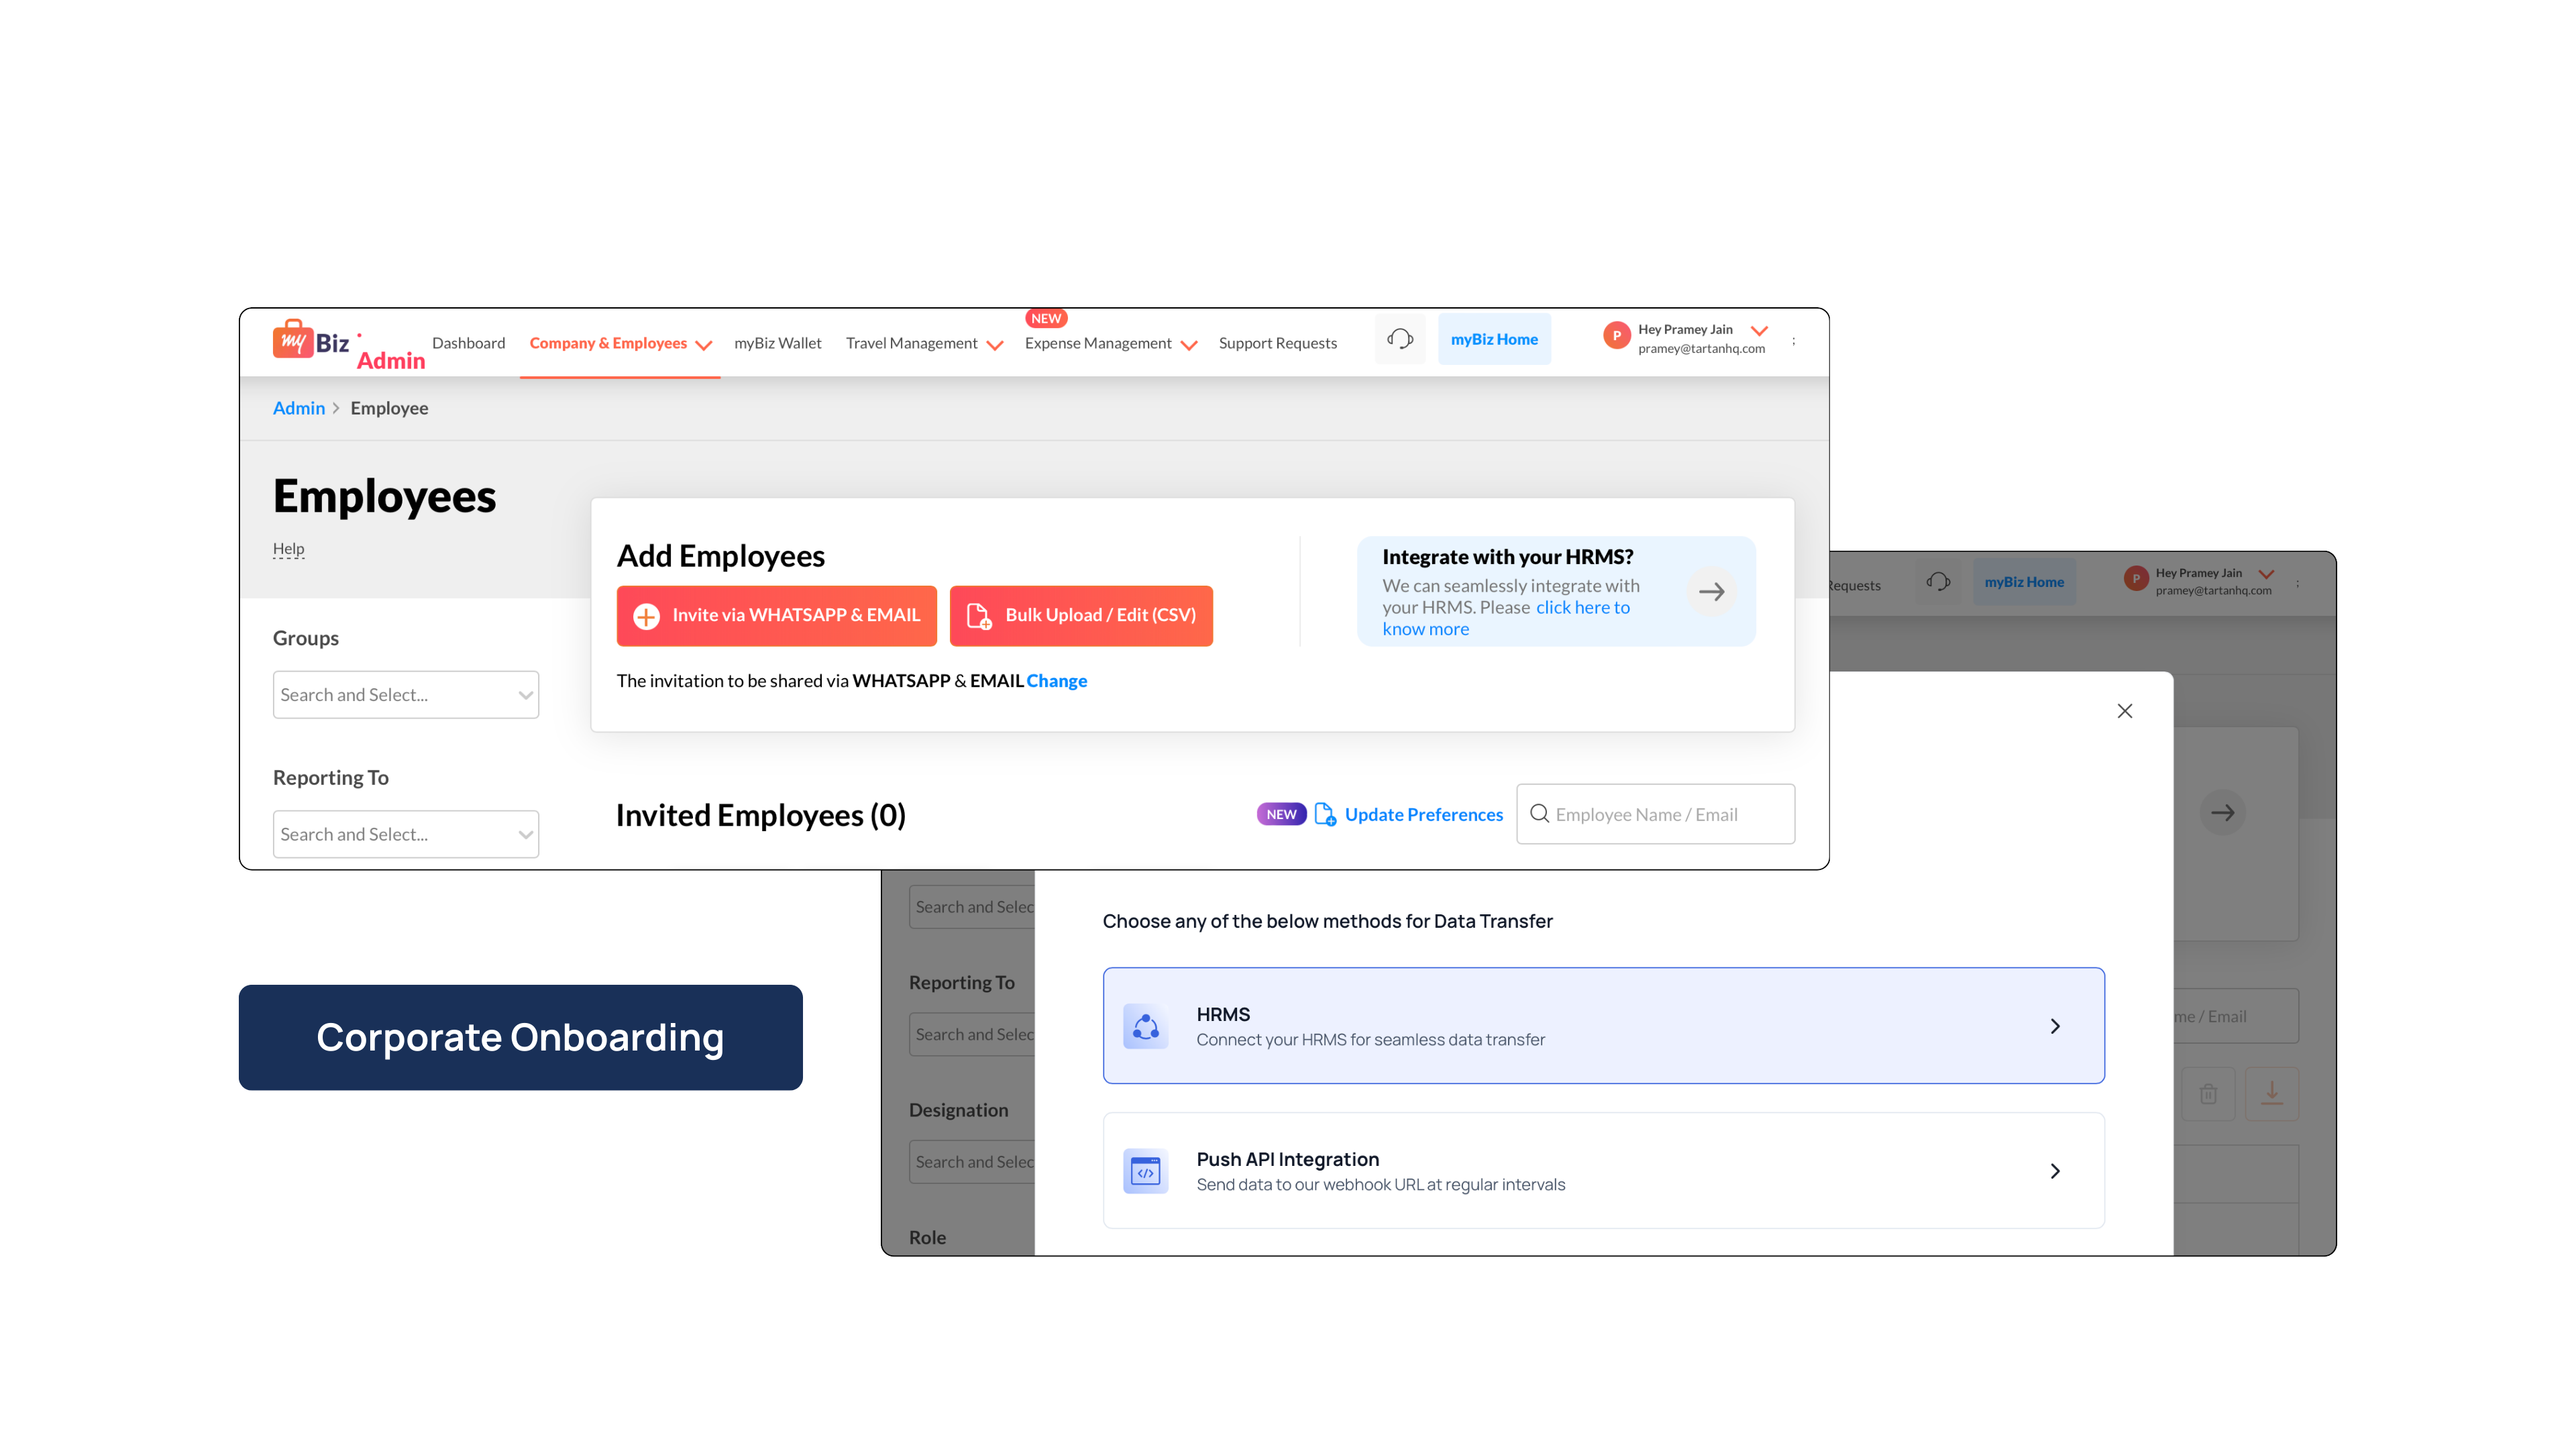 my Biz Admin
Dashboard
Company & Employees
myBiz Wallet
Travel Management
NEW
Expense Management
Support Requests
myBiz Home
P
Hey Pramey Jain
pramey@tartanhq.com
Admin > Employee
Employees
Help
Add Employees
Invite via WHATSAPP & EMAIL
Bulk Upload / Edit (CSV)
The invitation to be shared via WHATSAPP & EMAIL Change
Integrate with your HRMS?
We can seamlessly integrate with
your HRMS. Please click here to
know more
Groups
Search and Select...
Reporting To
Search and Select...
Invited Employees (0)
NEW
Update Preferences
Employee Name / Email
Requests
myBiz Home
P
Hey Pramey Jain
pramey@tartanhq.com
Search and Selec
Reporting To
Search and Selec
Designation
Search and Selec
Role
Choose any of the below methods for Data Transfer
HRMS
Connect your HRMS for seamless data transfer
Push API Integration
Send data to our webhook URL at regular intervals
me / Email
Corporate Onboarding